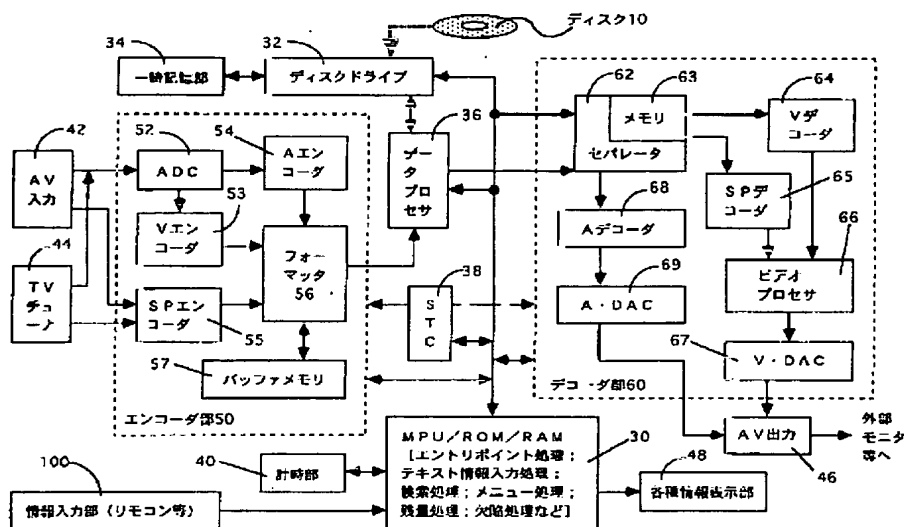 ディスク10
34
一時記憶部
32
ディスクドライブ
42
AV
入力
44
TV
チュ
ーナ
52
ADC
54
Aエン
コーダ
53
Vエン
コーダ
SPエン
コーダ
55
フォー
マッタ
56
57
バッファメモリ
エンコーダ部50
36
データ
プロセサ
38
STC
62
63
メモリ
セパレータ
64
Vデ
コーダ
SPデ
コーダ
65
68
Aデコーダ
69
A・DAC
66
ビデオ
プロセサ
67
V・DAC
デコーダ部60
AV出力
46
外部
モニタ
等へ
MPU/ROM/RAM
[エントリポイント処理;
テキスト情報入力処理;
検索処理;メニュー処理;
残量処理;欠陥処理など]
30
40
計時部
48
各種情報表示部
100
情報入力部(リモコン等)